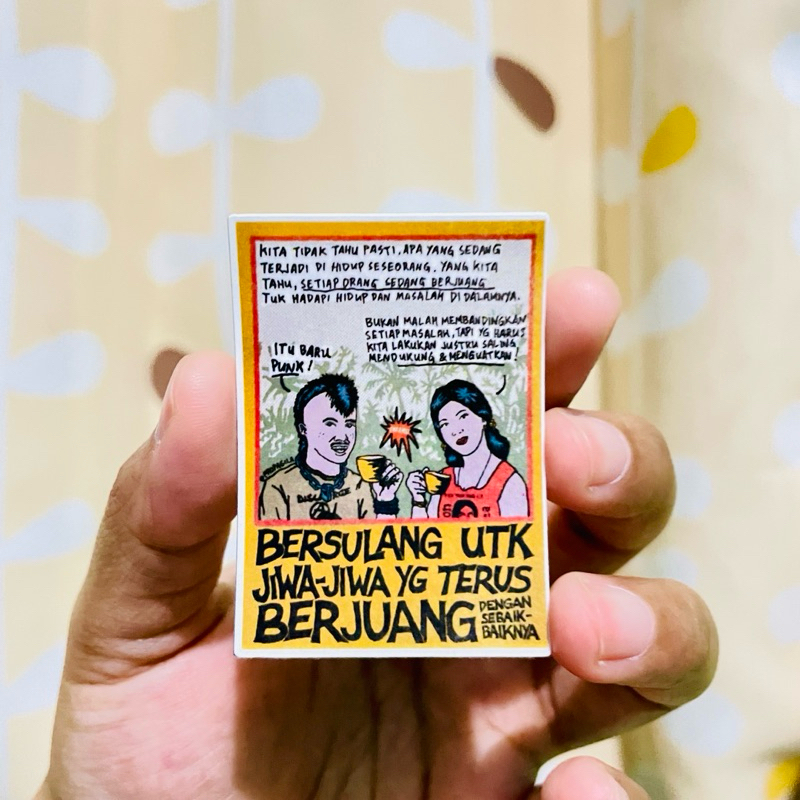 KITA TIDAK TAHU PASTI, APA YANG SEDANG
TERJADI DI HIDUP SESEORANG. YANG KITA
TAHU, SETIAP ORANG SEDANG BERJUANG
TUK HADAPI HIDUP DAN MASALAH DI DALAMNYA.
BUKAN MALAH MEMBANDINGKAN
SETIAP MASALAH, TAPI YG HARUS
KITA LAKUKAN JUSTRU SALING
MENDUKUNG & MENGUATKAN!
ITU BARU
PUNK!
BERSULANG UTK
JIWA-JIWA YG TERUS
BERJUANG
DENGAN
SEBAIK-
BAIKNYA